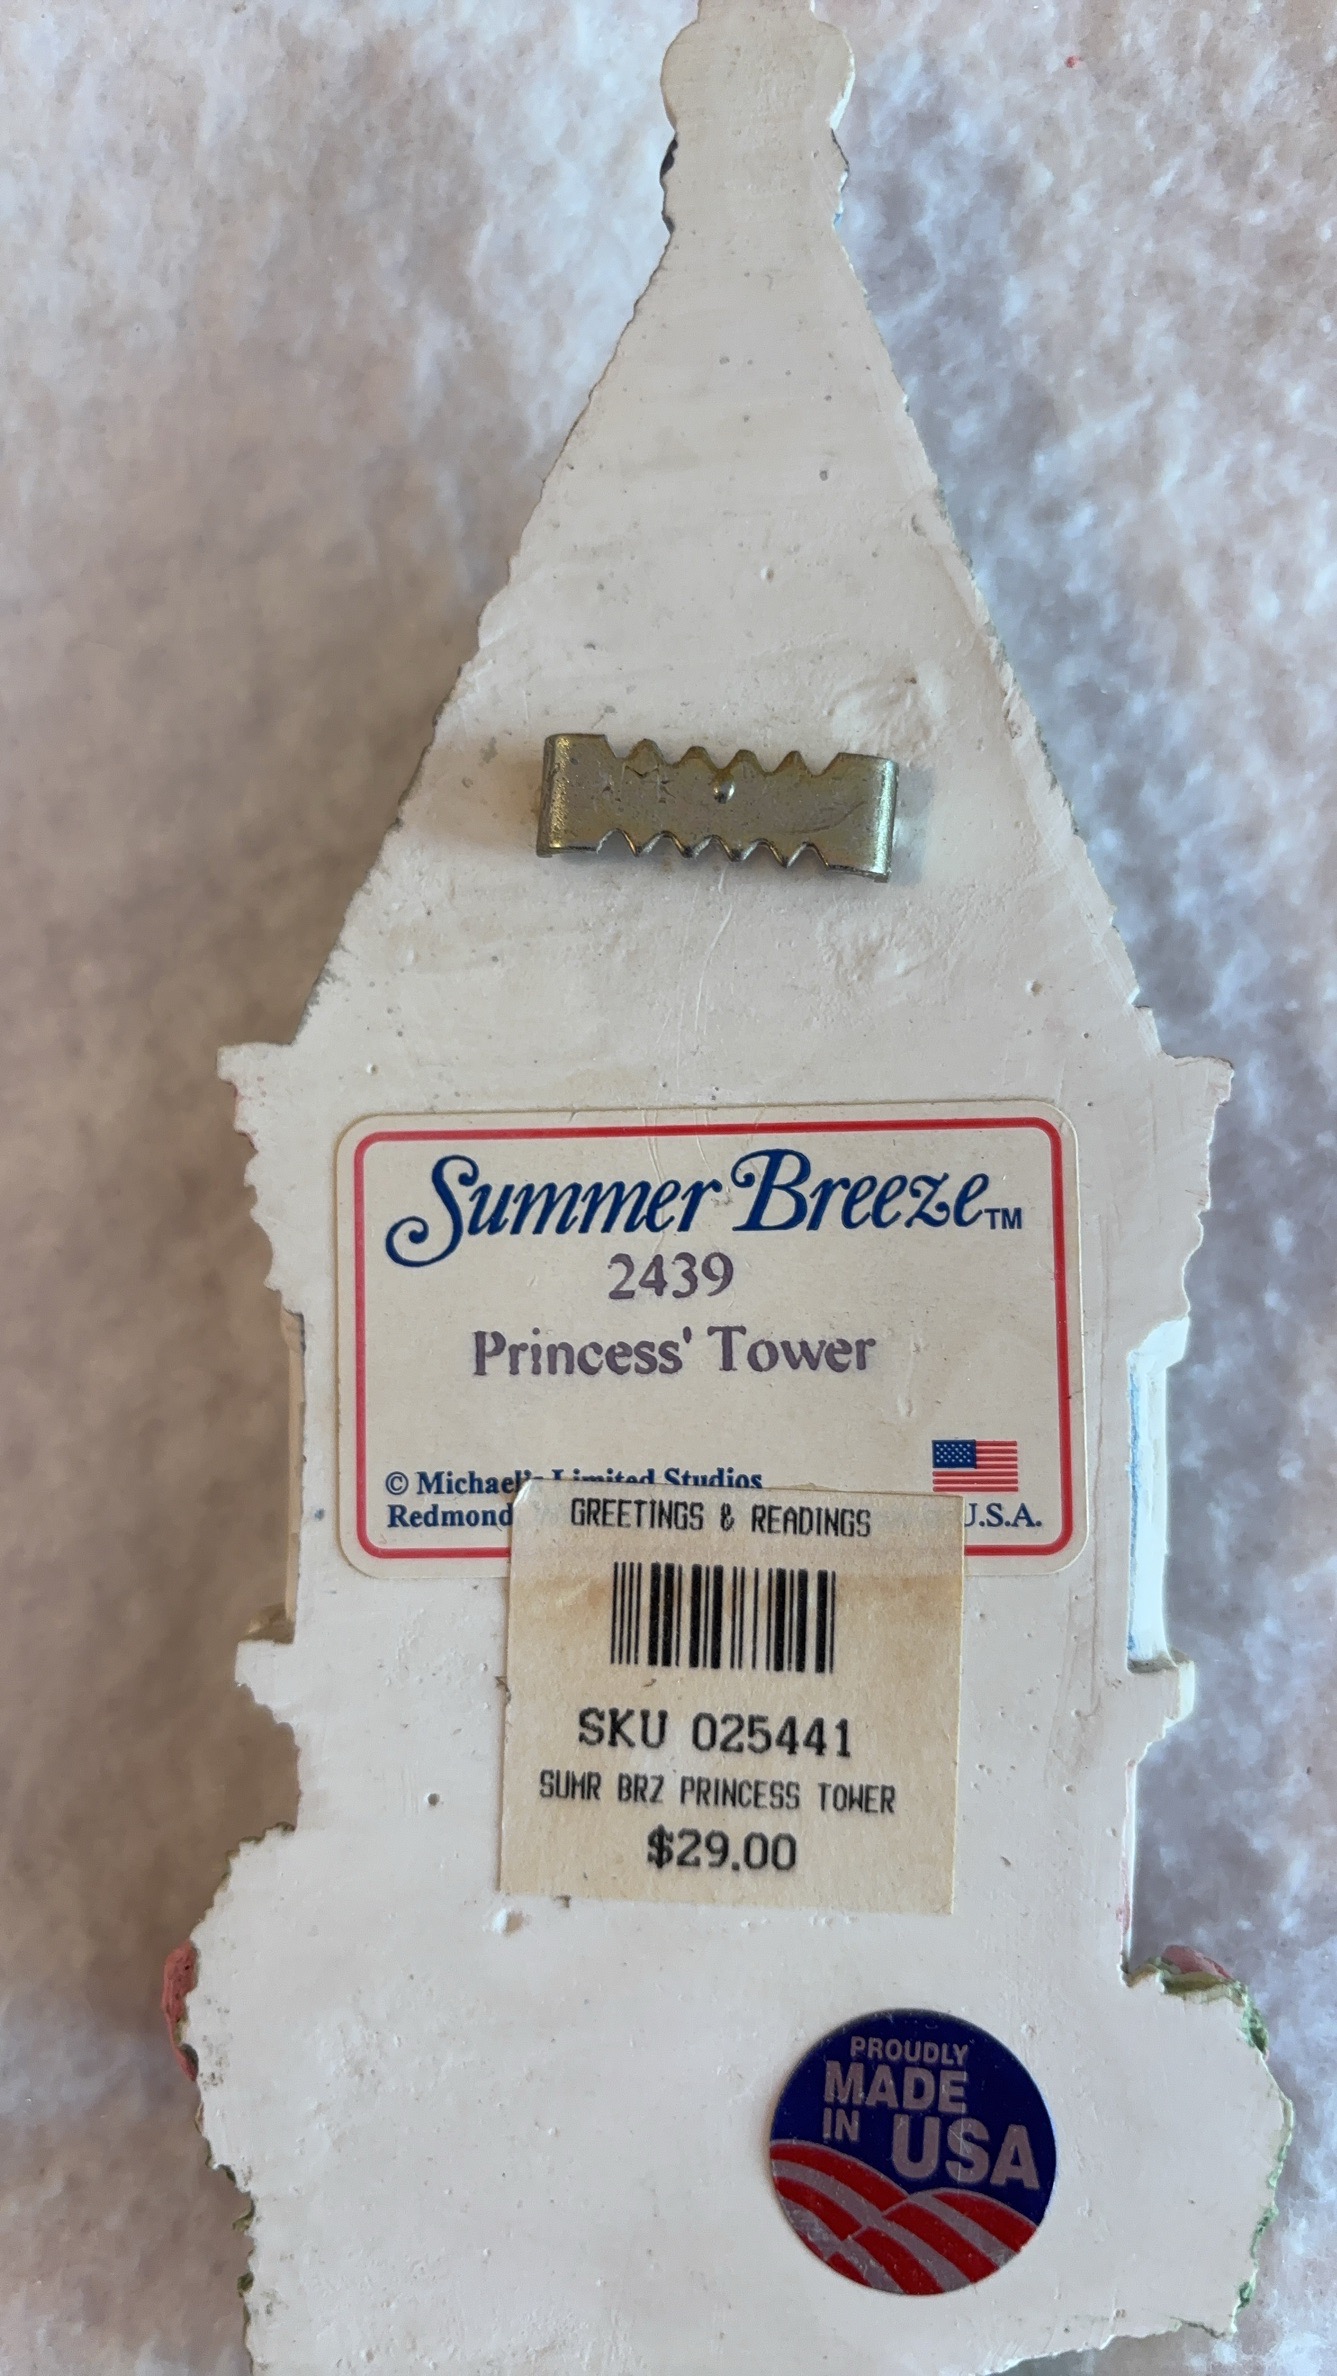 Summer Breeze™
2439
Princess' Tower
© Michael's Limited Studios
Redmond
U.S.A.
GREETINGS & READINGS
SKU 025441
SUMR BRZ PRINCESS TOWER
$29.00
PROUDLY
MADE
IN USA